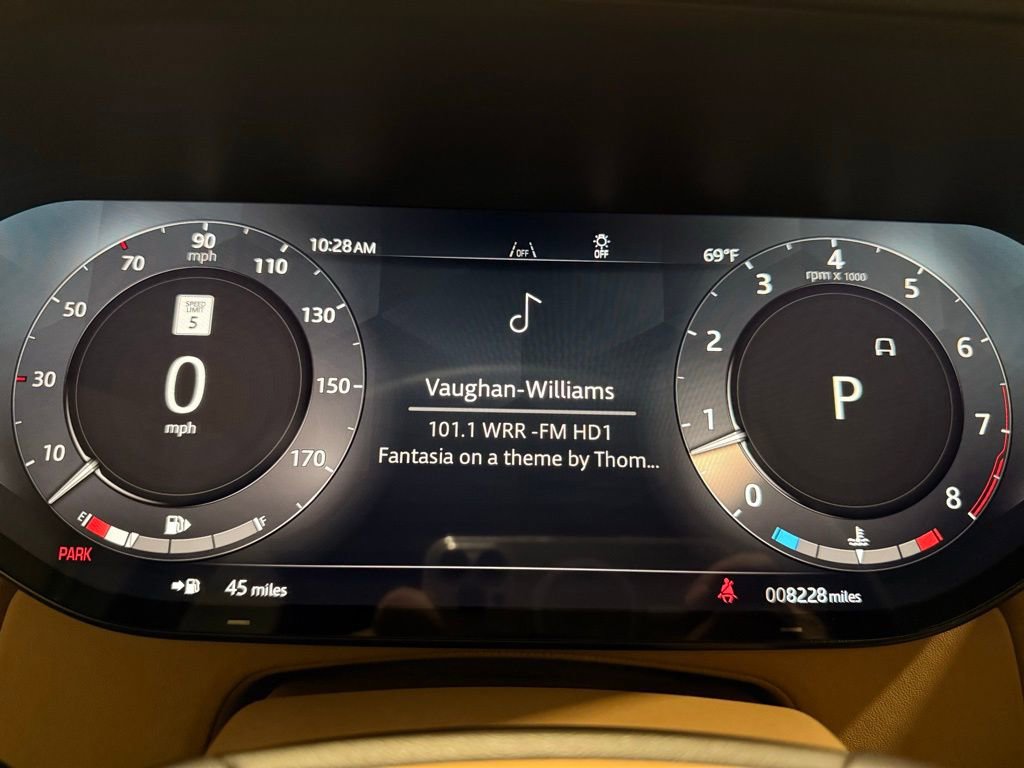 10:28 AM
OFF
OFF
69°F
90
mph
70
110
50
130
30
150
10
170
SPEED
LIMIT
5
0
mph
E
F
PARK
45 miles
Vaughan-Williams
101.1 WRR -FM HD1
Fantasia on a theme by Thom...
4
rpm x 1000
3
5
2
6
1
7
0
8
A
P
008228 miles